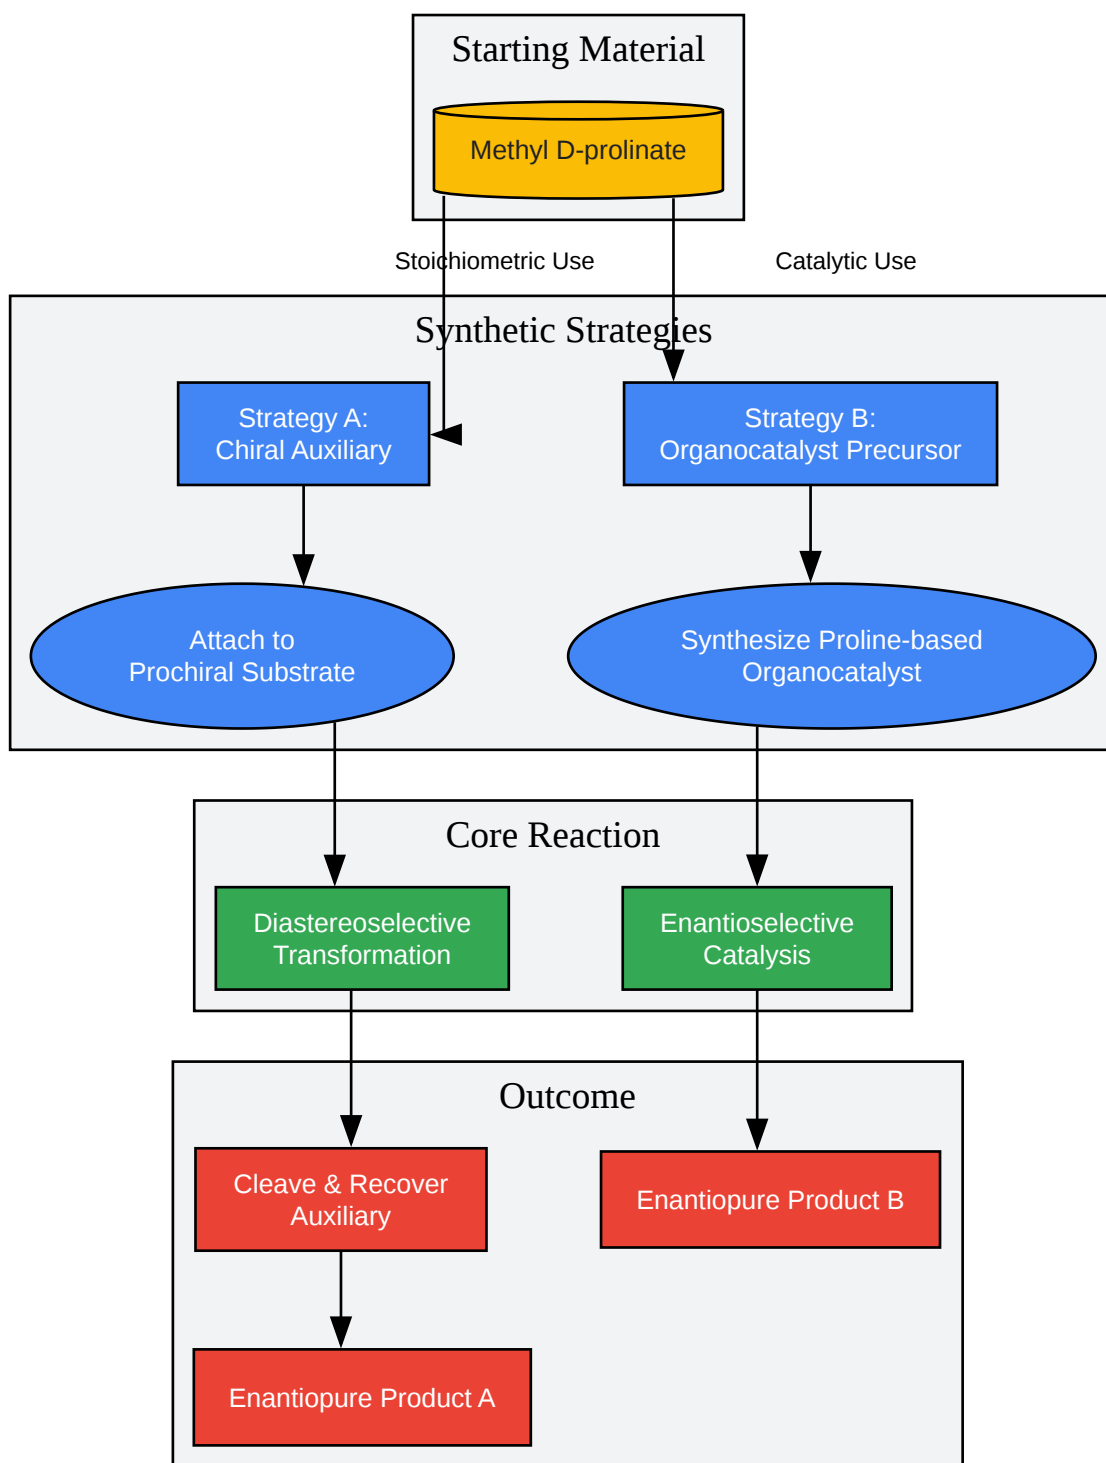 Starting Material
Methyl D-prolinate
Stoichiometric Use
Catalytic Use
Synthetic Strategies
Strategy A:
Chiral Auxiliary
Strategy B:
Organocatalyst Precursor
Attach to
Prochiral Substrate
Synthesize Proline-based
Organocatalyst
Core Reaction
Diastereoselective
Transformation
Enantioselective
Catalysis
Outcome
Cleave & Recover
Auxiliary
Enantiopure Product B
Enantiopure Product A